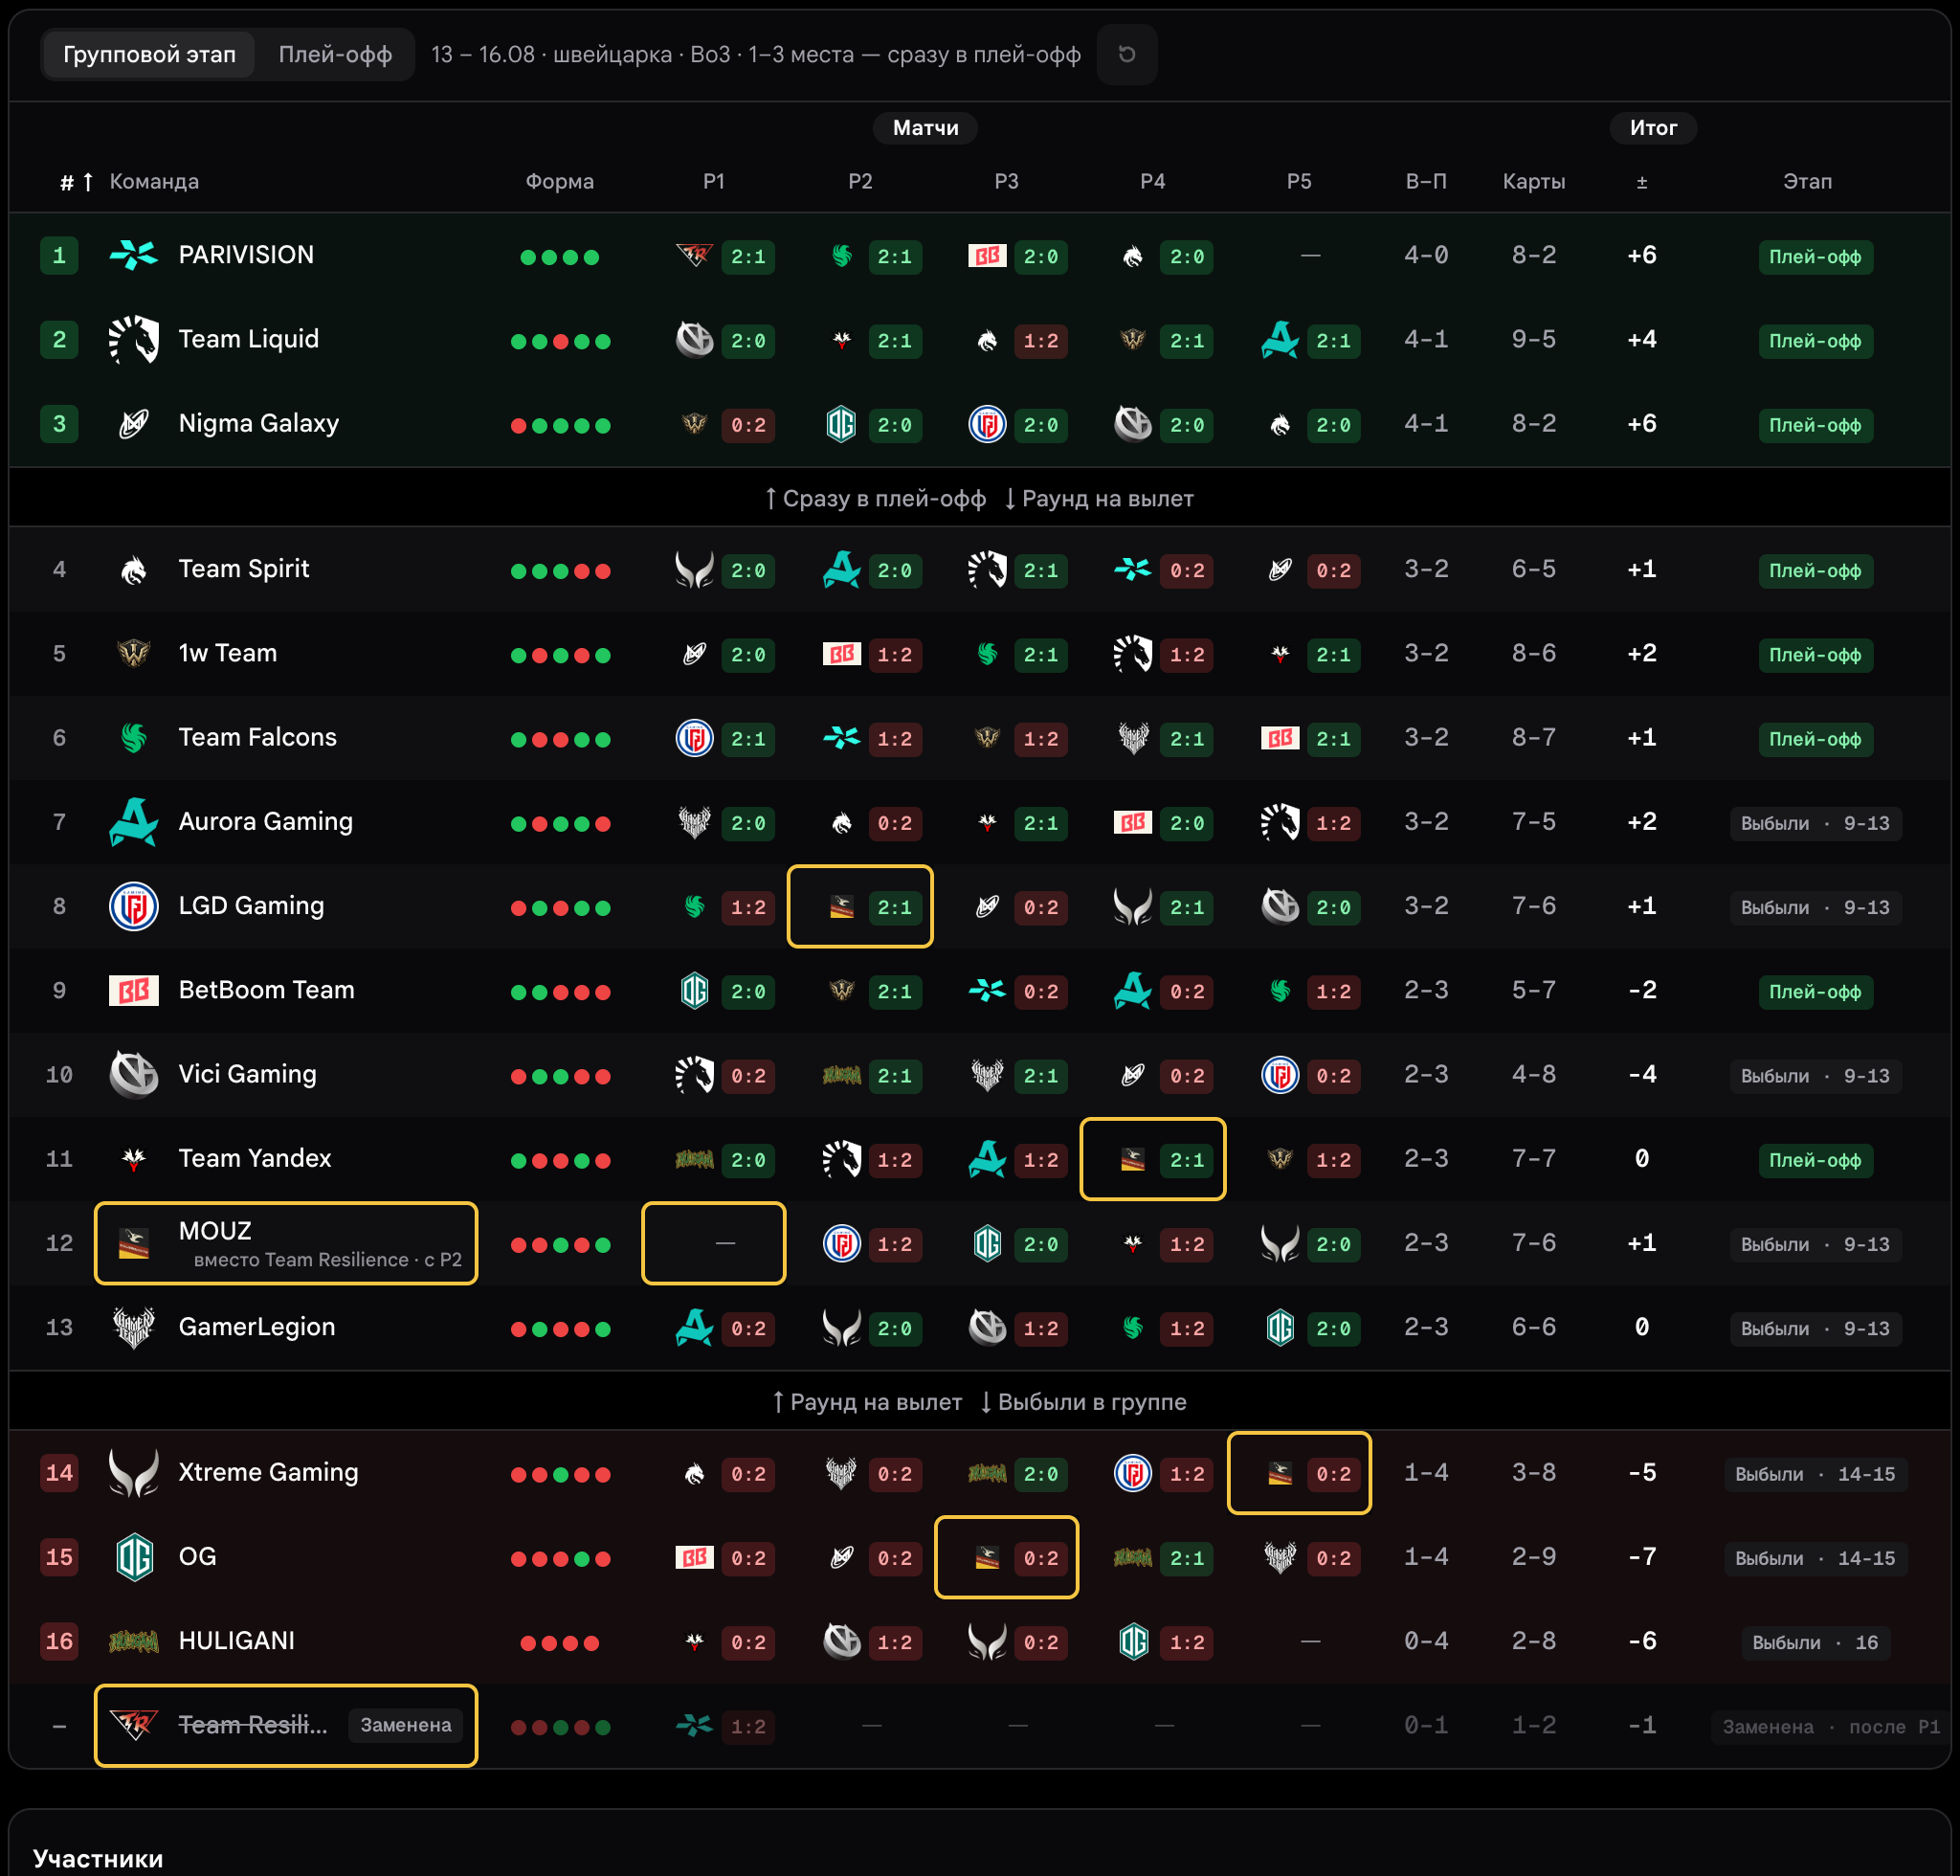 Групповой этап Плей-офф 13 – 16.08 · швейцарка · Bo3 · 1–3 места — сразу в плей-офф
Матчи Итог
# ↑ Команда Форма Р1 Р2 Р3 Р4 Р5 В–П Карты ± Этап
1 PARIVISION 2:1 2:1 2:0 2:0 — 4–0 8–2 +6 Плей-офф
2 Team Liquid 2:0 2:1 1:2 2:1 2:1 4–1 9–5 +4 Плей-офф
3 Nigma Galaxy 0:2 2:0 2:0 2:0 2:0 4–1 8–2 +6 Плей-офф
↑ Сразу в плей-офф ↓ Раунд на вылет
4 Team Spirit 2:0 2:0 2:1 0:2 0:2 3–2 6–5 +1 Плей-офф
5 1w Team 2:0 1:2 2:1 1:2 2:1 3–2 8–6 +2 Плей-офф
6 Team Falcons 2:1 1:2 1:2 2:1 2:1 3–2 8–7 +1 Плей-офф
7 Aurora Gaming 2:0 0:2 2:1 2:0 1:2 3–2 7–5 +2 Выбыли · 9-13
8 LGD Gaming 1:2 2:1 0:2 2:1 2:0 3–2 7–6 +1 Выбыли · 9-13
9 BetBoom Team 2:0 2:1 0:2 0:2 1:2 2–3 5–7 -2 Плей-офф
10 Vici Gaming 0:2 2:1 2:1 0:2 0:2 2–3 4–8 -4 Выбыли · 9-13
11 Team Yandex 2:0 1:2 1:2 2:1 1:2 2–3 7–7 0 Плей-офф
12 MOUZ — 1:2 2:0 1:2 2:0 2–3 7–6 +1 Выбыли · 9-13
вместо Team Resilience · с Р2
13 GamerLegion 0:2 2:0 1:2 1:2 2:0 2–3 6–6 0 Выбыли · 9-13
↑ Раунд на вылет ↓ Выбыли в группе
14 Xtreme Gaming 0:2 0:2 2:0 1:2 0:2 1–4 3–8 -5 Выбыли · 14-15
15 OG 0:2 0:2 0:2 2:1 0:2 1–4 2–9 -7 Выбыли · 14-15
16 HULIGANI 0:2 1:2 0:2 1:2 — 0–4 2–8 -6 Выбыли · 16
– Team Resili... Заменена 1:2 — — — — 0–1 1–2 -1 Заменена · после Р1
Участники